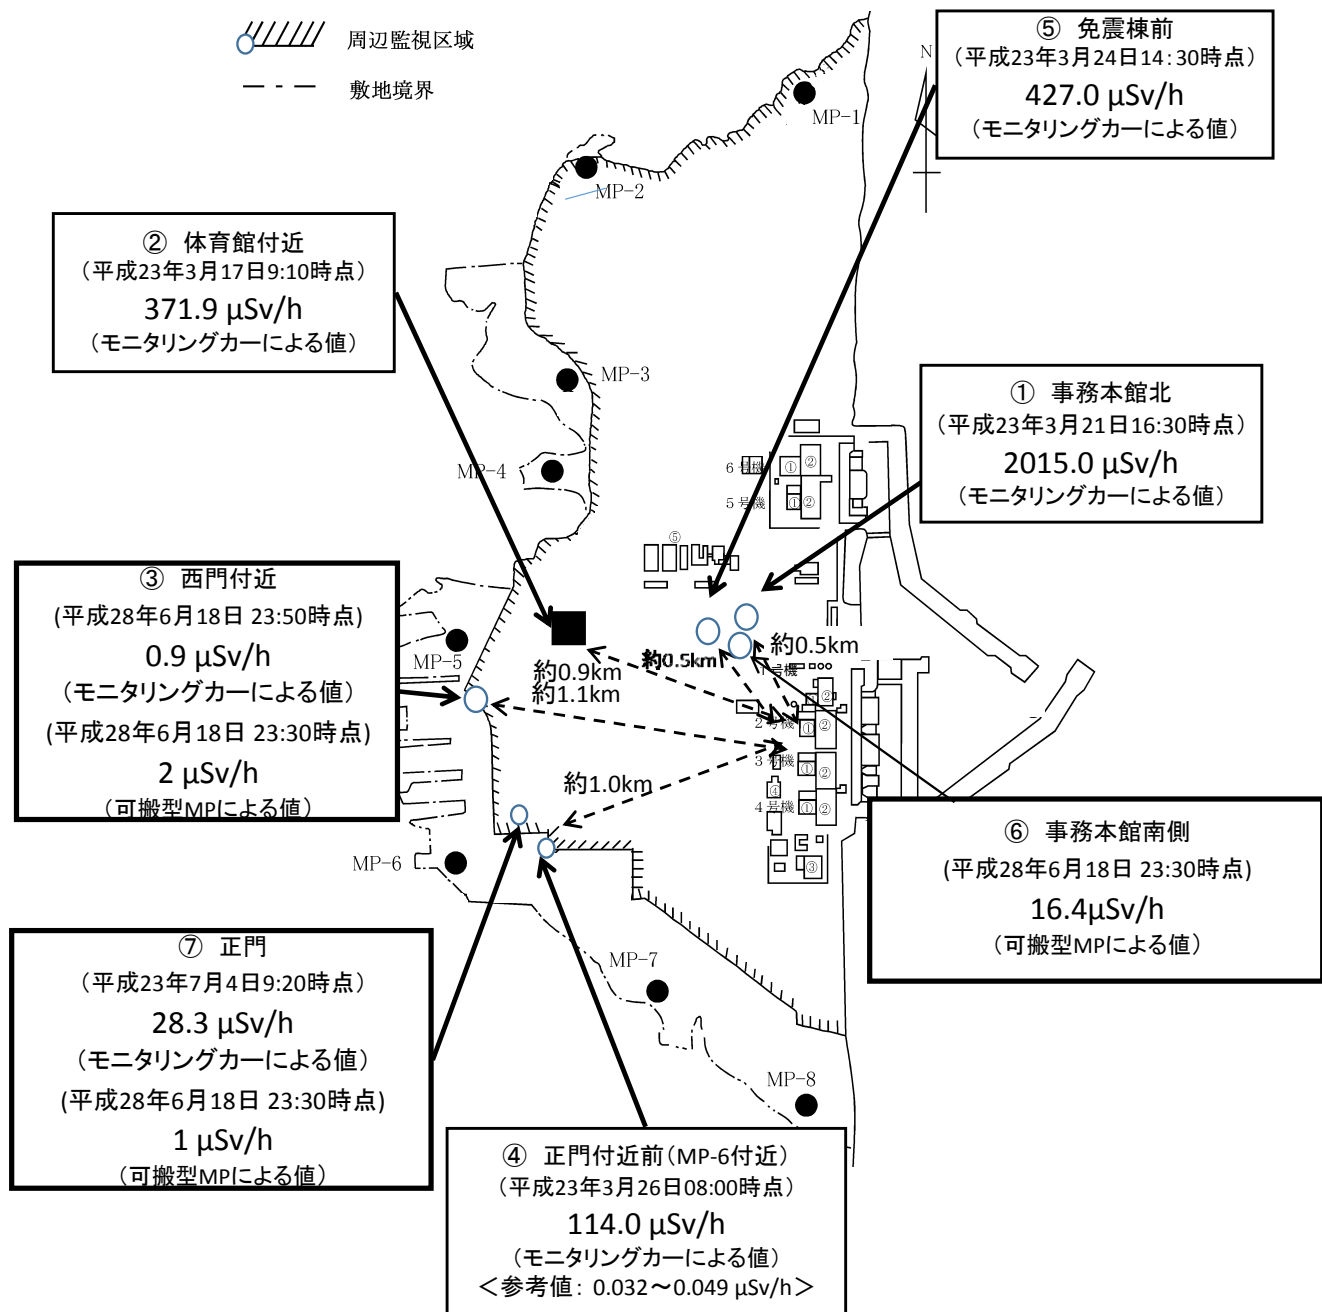 周辺監視区域
敷地境界
⑤ 免震棟前
（平成23年3月24日14:30時点）
427.0 μSv/h
（モニタリングカーによる値）
N
MP-1
MP-2
② 体育館付近
（平成23年3月17日9:10時点）
371.9 μSv/h
（モニタリングカーによる値）
MP-3
MP-4
① 事務本館北
（平成23年3月21日16:30時点）
2015.0 μSv/h
（モニタリングカーによる値）
6号機
①
②
5号機
①
②
⑤
③ 西門付近
(平成28年6月18日 23:50時点)
0.9 μSv/h
（モニタリングカーによる値）
(平成28年6月18日 23:30時点)
2 μSv/h
（可搬型MPによる値）
MP-5
約0.9km
約1.1km
約0.5km
約0.5km
1号機
②
2号機
①
②
3号機
①
②
④
4号機
①
②
③
約1.0km
MP-6
⑥ 事務本館南側
(平成28年6月18日 23:30時点)
16.4μSv/h
（可搬型MPによる値）
⑦ 正門
（平成23年7月4日9:20時点）
28.3 μSv/h
（モニタリングカーによる値）
(平成28年6月18日 23:30時点)
1 μSv/h
（可搬型MPによる値）
MP-7
MP-8
④ 正門付近前（MP-6付近）
（平成23年3月26日08:00時点）
114.0 μSv/h
（モニタリングカーによる値）
＜参考値：0.032～0.049 μSv/h＞